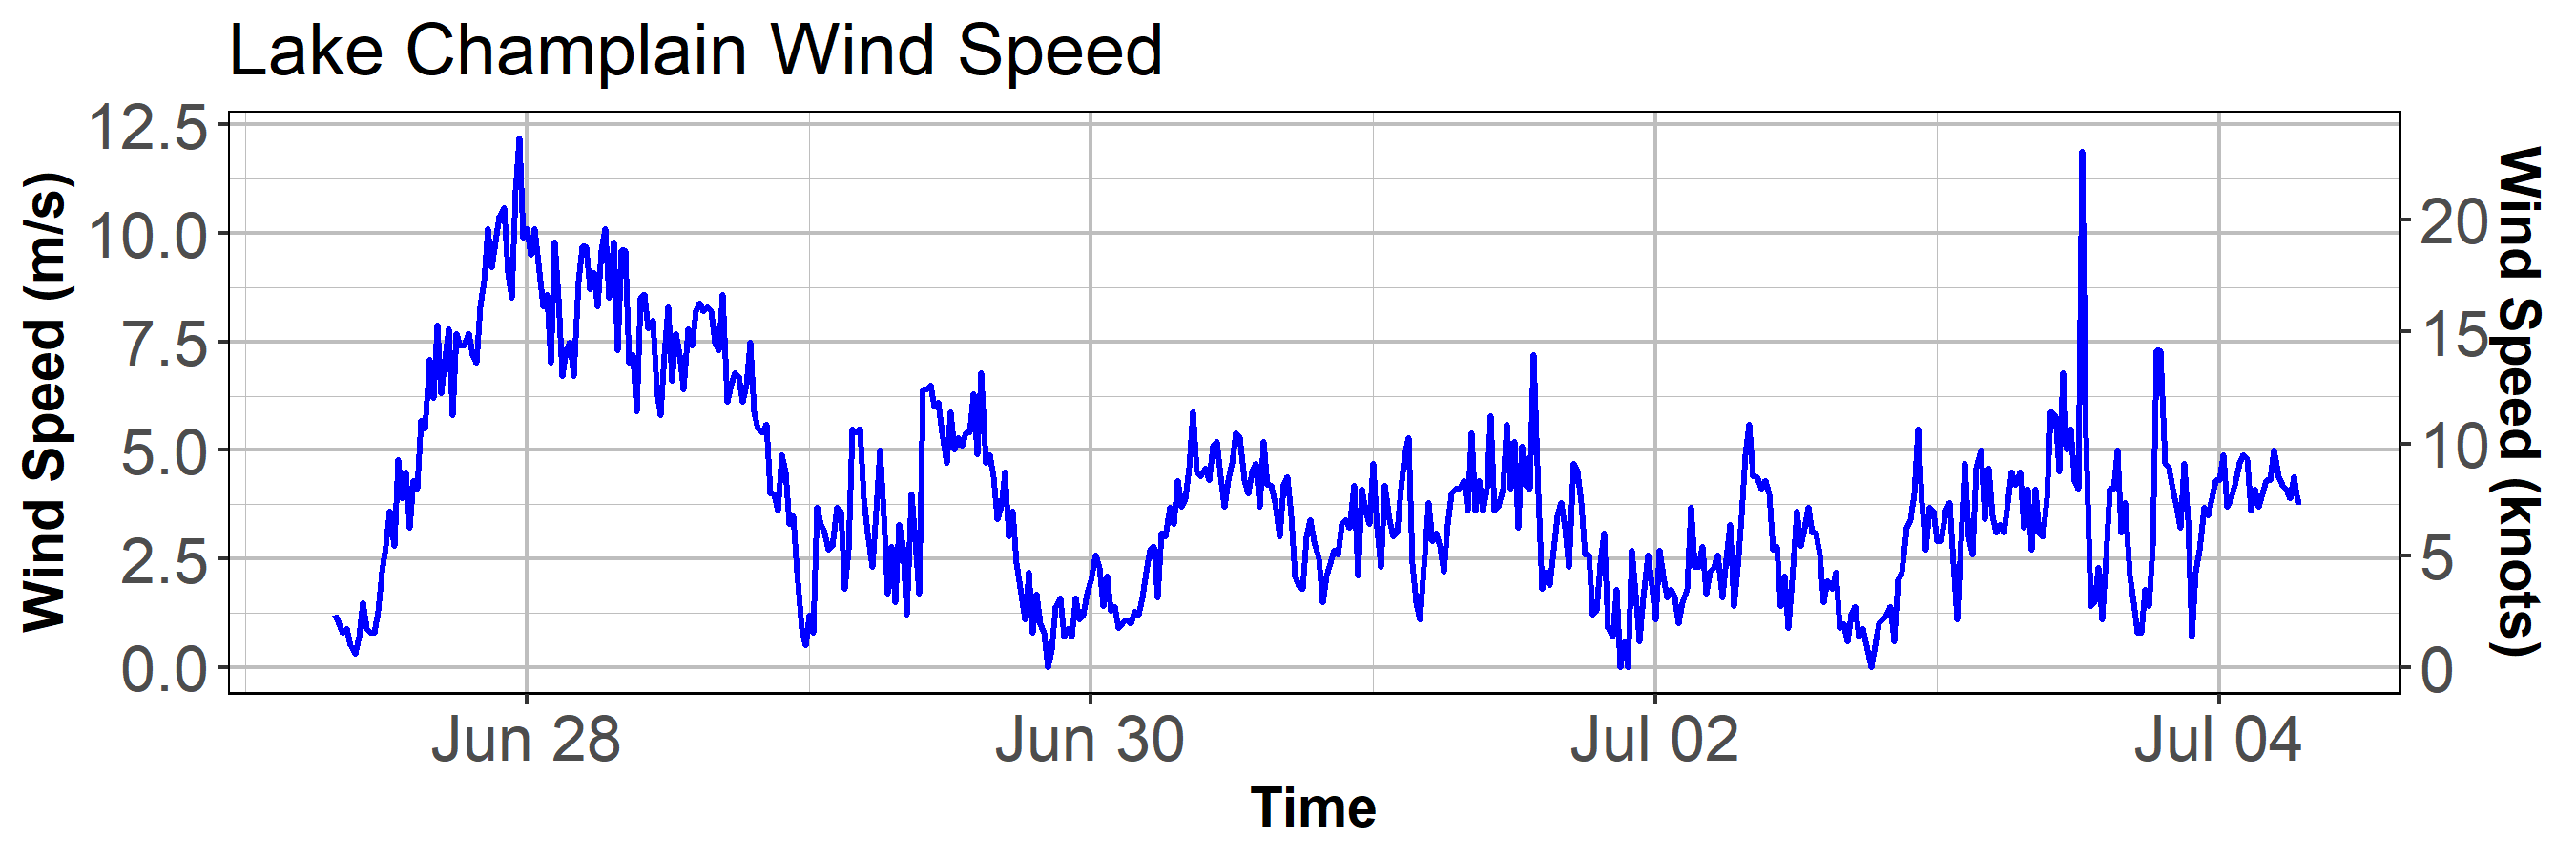 Lake Champlain Wind Speed
Wind Speed (m/s)
12.5
10.0
7.5
5.0
2.5
0.0
Wind Speed (knots)
20
15
10
5
0
Jun 28
Jun 30
Jul 02
Jul 04
Time